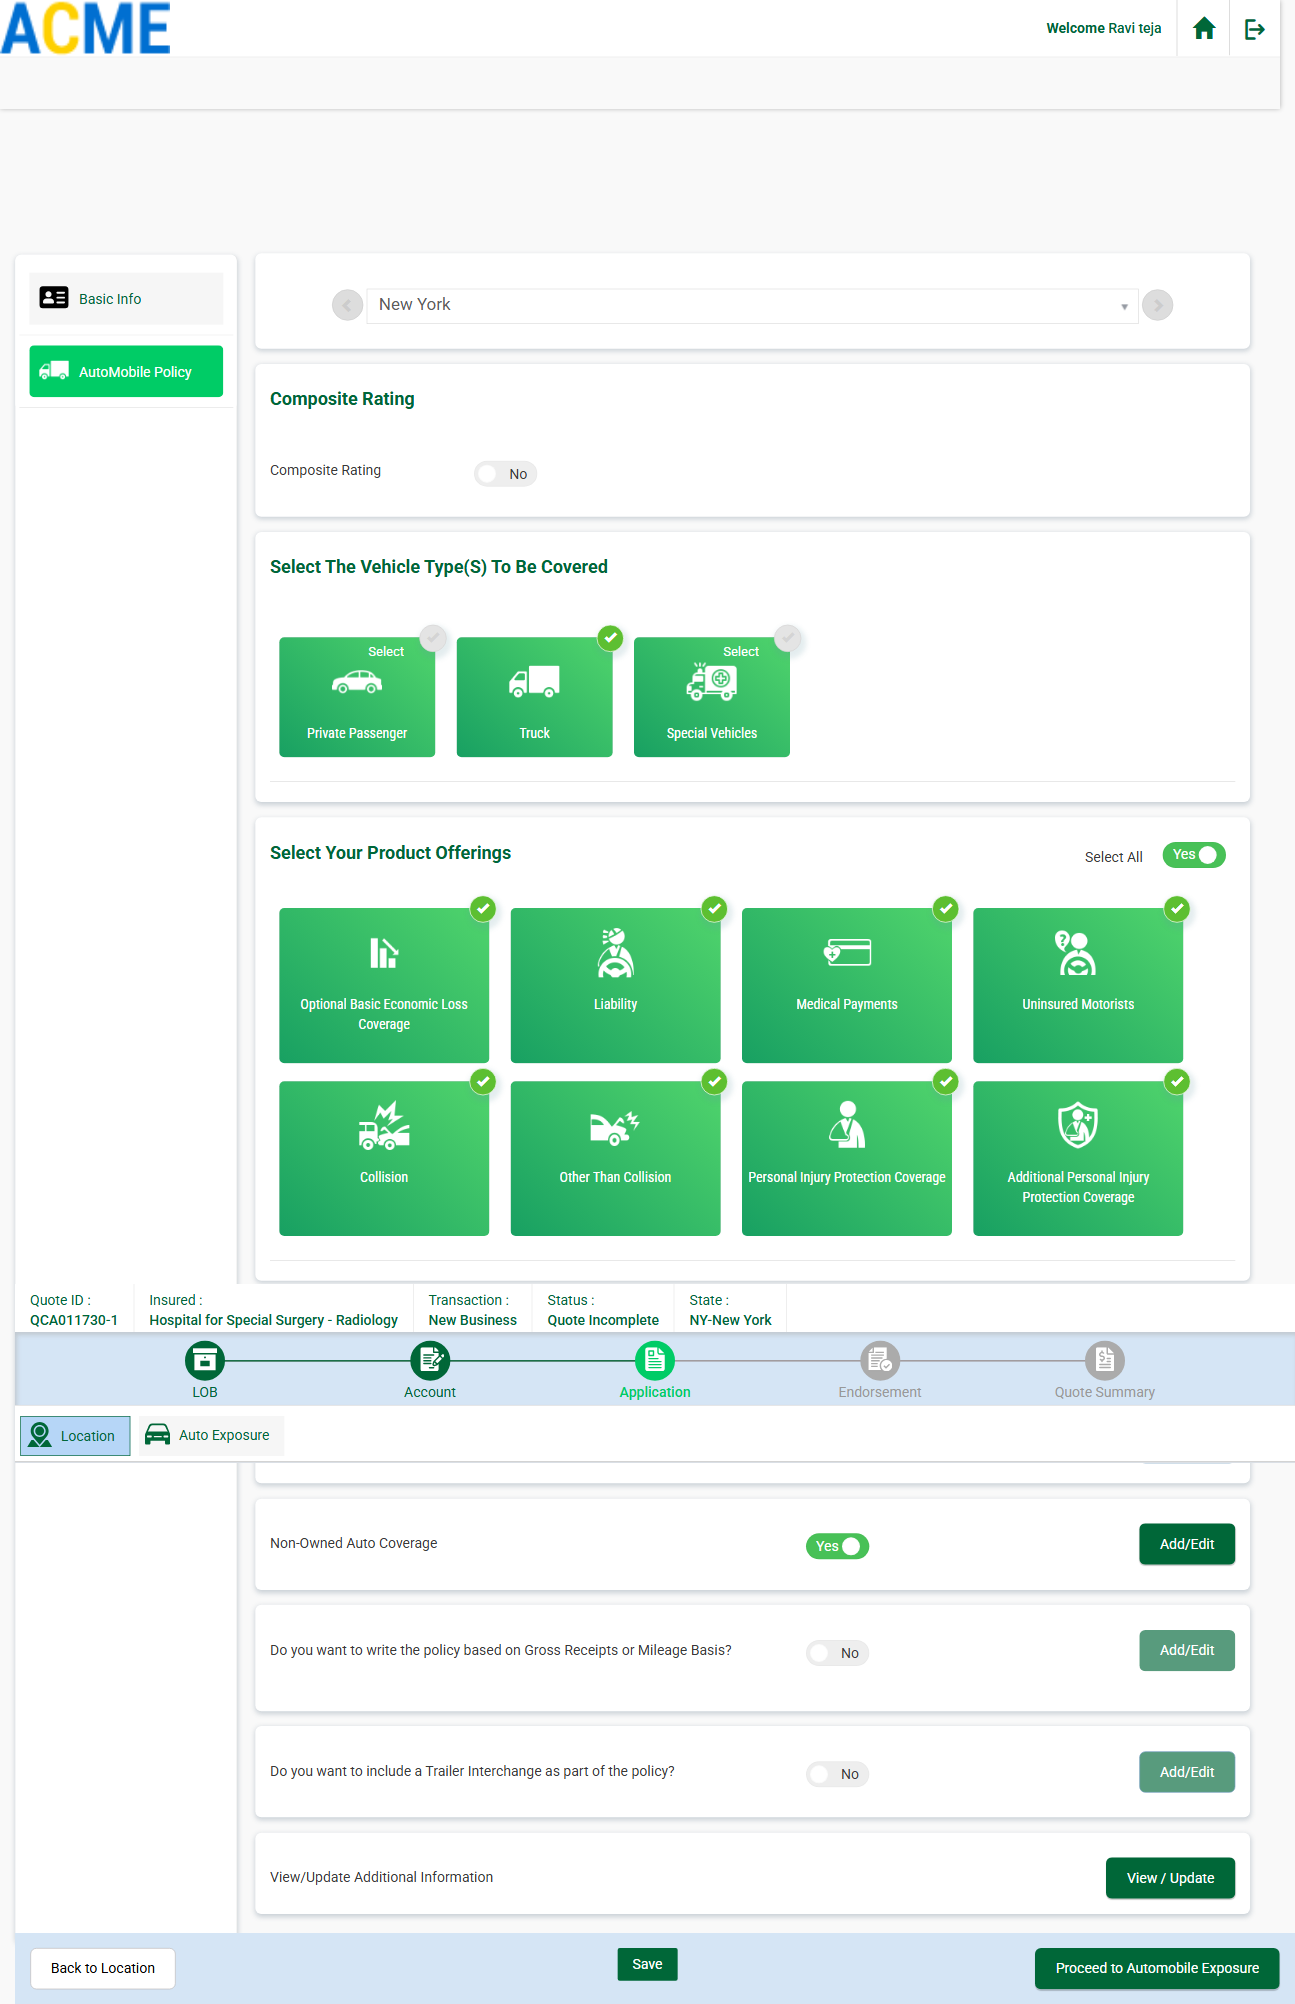 ACME
Welcome Ravi teja
Basic Info
AutoMobile Policy
New York
Composite Rating
Composite Rating
No
Select The Vehicle Type(S) To Be Covered
Select
Private Passenger
Truck
Select
Special Vehicles
Select Your Product Offerings
Select All
Yes
Optional Basic Economic Loss
Coverage
Liability
Medical Payments
Uninsured Motorists
Collision
Other Than Collision
Personal Injury Protection Coverage
Additional Personal Injury
Protection Coverage
Quote ID :
QCA011730-1
Insured :
Hospital for Special Surgery - Radiology
Transaction :
New Business
Status :
Quote Incomplete
State :
NY-New York
LOB
Account
Application
Endorsement
Quote Summary
Location
Auto Exposure
Non-Owned Auto Coverage
Yes
Add/Edit
Do you want to write the policy based on Gross Receipts or Mileage Basis?
No
Add/Edit
Do you want to include a Trailer Interchange as part of the policy?
No
Add/Edit
View/Update Additional Information
View / Update
Back to Location
Save
Proceed to Automobile Exposure